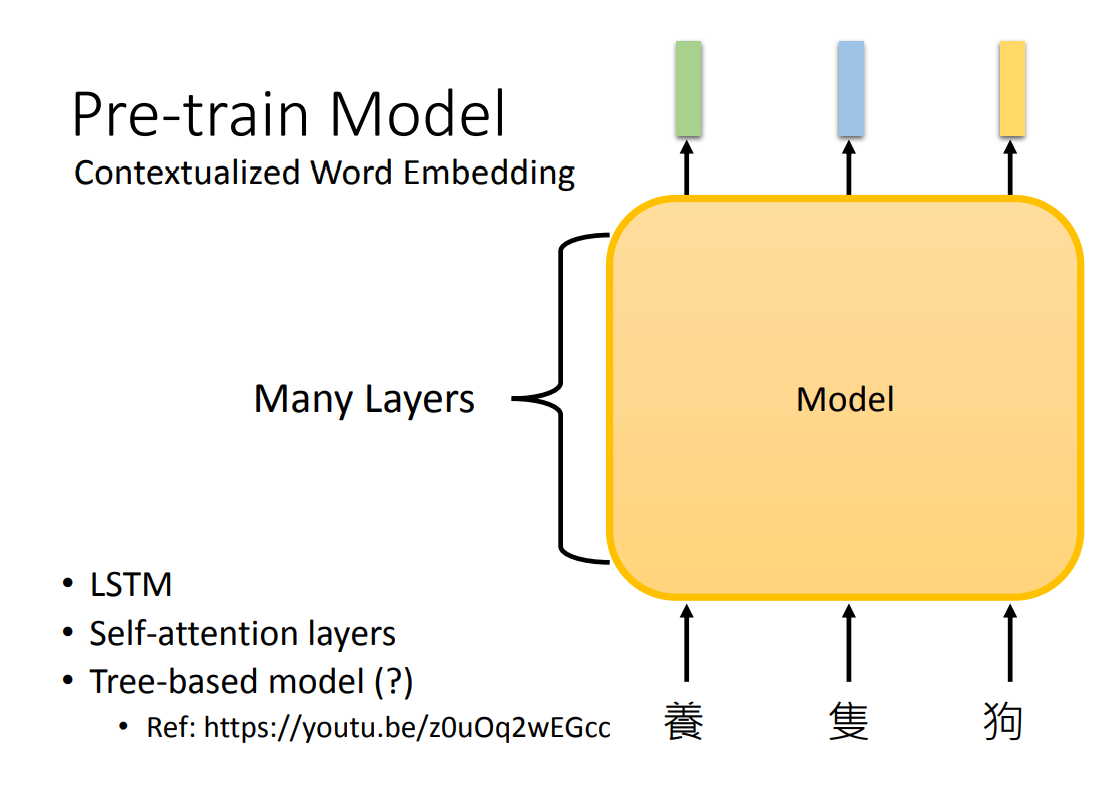 Pre-train Model
Contextualized Word Embedding
Many Layers
Model
• LSTM
• Self-attention layers
• Tree-based model (?)
• Ref: https://youtu.be/z0uOq2wEGcc
養 隻 狗